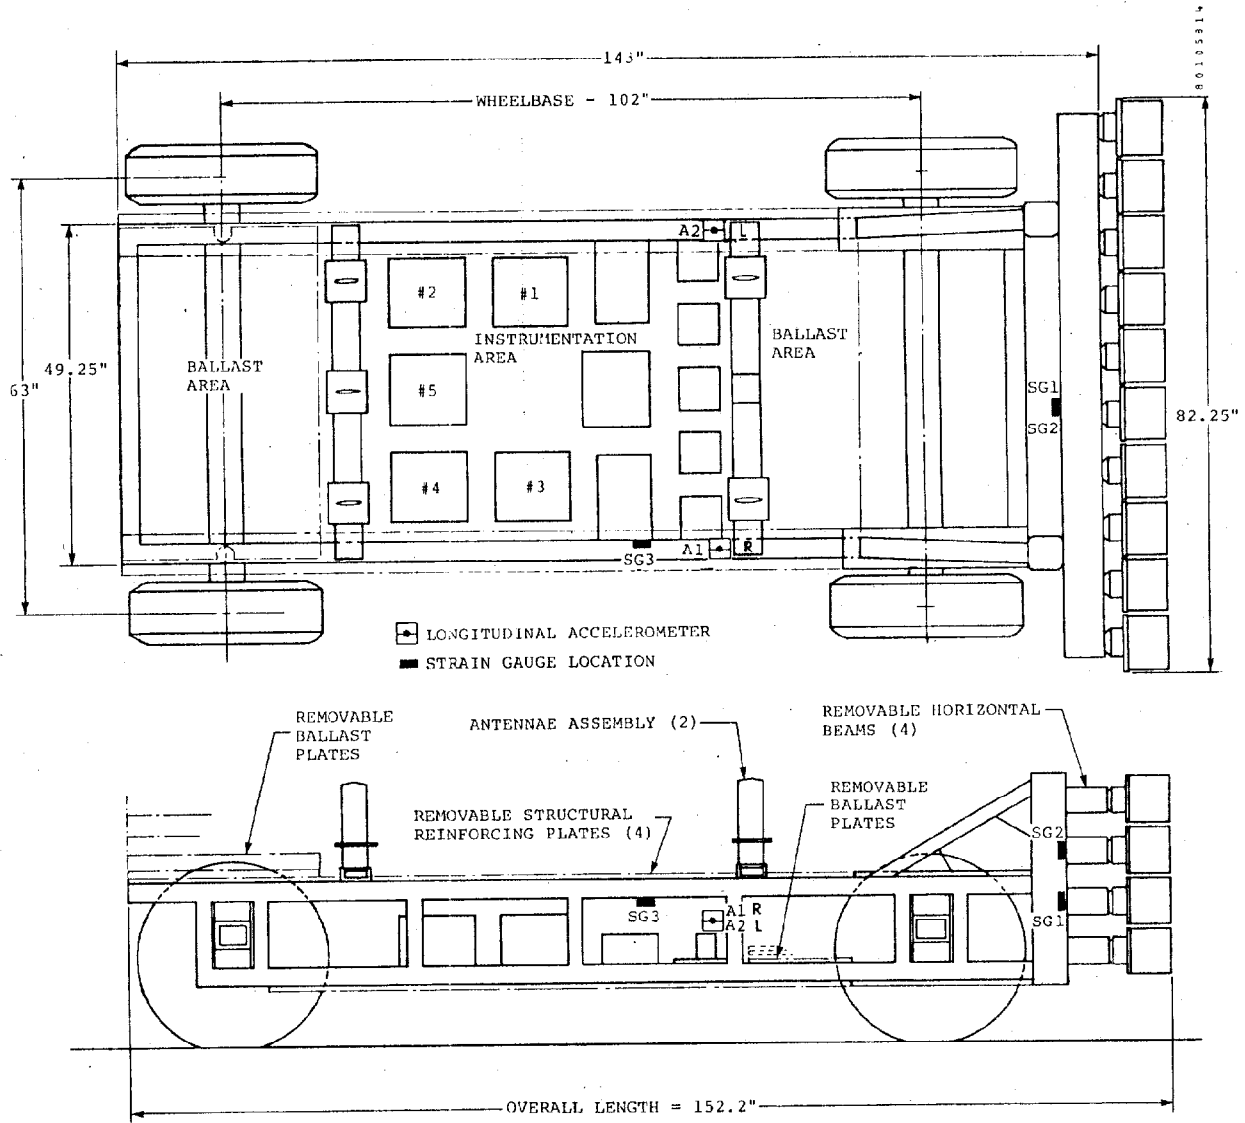 80105814
143"
WHEELBASE - 102"
A2
L
#2
#1
INSTRUMENTATION
AREA
BALLAST
AREA
BALLAST
AREA
63"
49.25"
#5
SG1
SG2
82.25"
#4
#3
SG3
A1
R
LONGITUDINAL ACCELEROMETER
STRAIN GAUGE LOCATION
REMOVABLE
BALLAST
PLATES
ANTENNAE ASSEMBLY (2)
REMOVABLE HORIZONTAL
BEAMS (4)
REMOVABLE STRUCTURAL
REINFORCING PLATES (4)
REMOVABLE
BALLAST
PLATES
SG2
SG3
A1 R
A2 L
SG1
OVERALL LENGTH = 152.2"